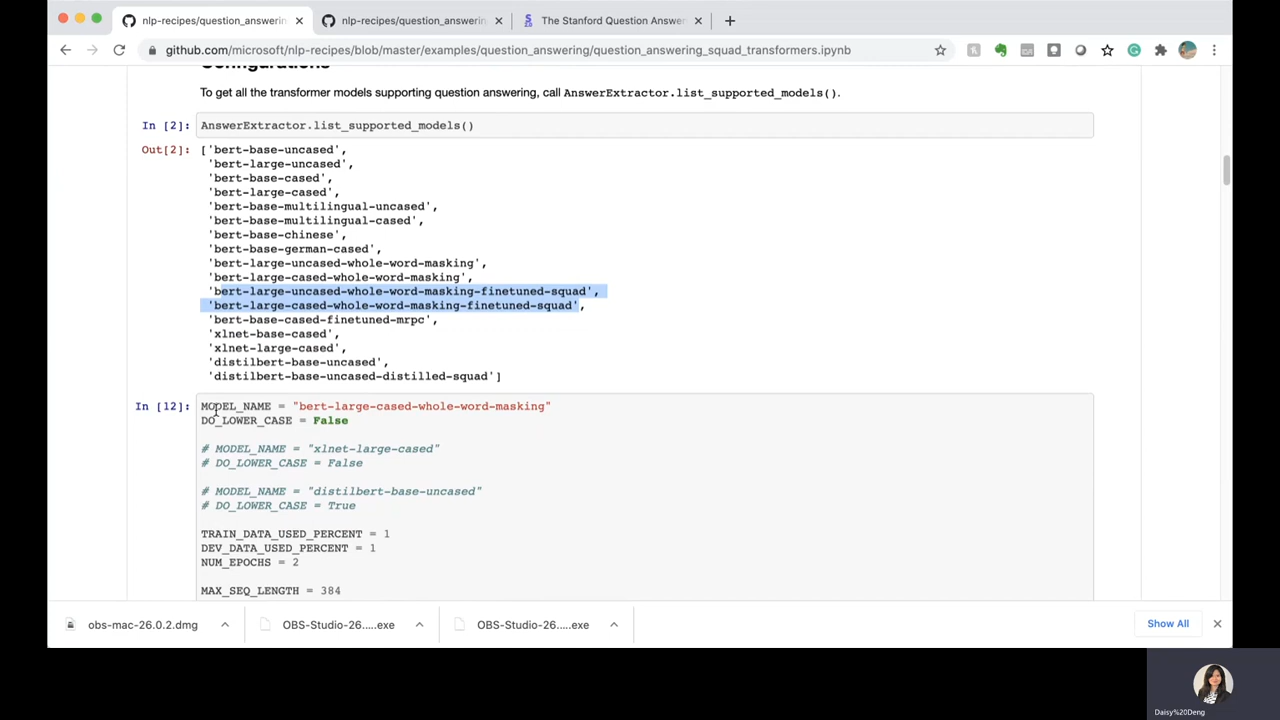 nlp-recipes/question_answering
nlp-recipes/question_answerin
The Stanford Question Answer
github.com/microsoft/nlp-recipes/blob/master/examples/question_answering/question_answering_squad_transformers.ipynb
Configurations
To get all the transformer models supporting question answering, call AnswerExtractor.list_supported_models().
In [2]: AnswerExtractor.list_supported_models()
Out[2]: ['bert-base-uncased',
'bert-large-uncased',
'bert-base-cased',
'bert-large-cased',
'bert-base-multilingual-uncased',
'bert-base-multilingual-cased',
'bert-base-chinese',
'bert-base-german-cased',
'bert-large-uncased-whole-word-masking',
'bert-large-cased-whole-word-masking',
'bert-large-uncased-whole-word-masking-finetuned-squad',
'bert-large-cased-whole-word-masking-finetuned-squad',
'bert-base-cased-finetuned-mrpc',
'xlnet-base-cased',
'xlnet-large-cased',
'distilbert-base-uncased',
'distilbert-base-uncased-distilled-squad']
In [12]: MODEL_NAME = "bert-large-cased-whole-word-masking"
DO_LOWER_CASE = False
# MODEL_NAME = "xlnet-large-cased"
# DO_LOWER_CASE = False
# MODEL_NAME = "distilbert-base-uncased"
# DO_LOWER_CASE = True
TRAIN_DATA_USED_PERCENT = 1
DEV_DATA_USED_PERCENT = 1
NUM_EPOCHS = 2
MAX_SEQ_LENGTH = 384
obs-mac-26.0.2.dmg
OBS-Studio-26.....exe
OBS-Studio-26.....exe
Show All
Daisy%20Deng